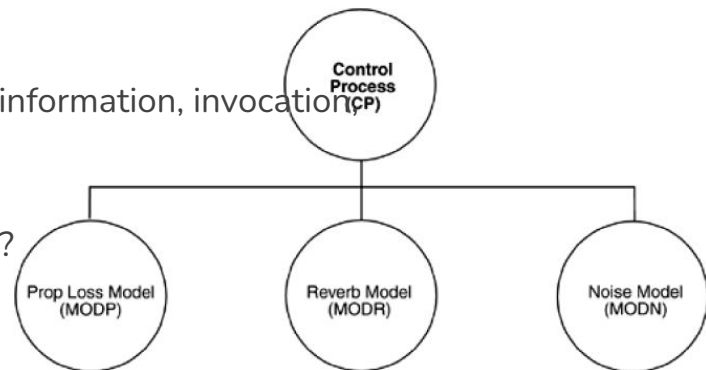 Control
Process
(CP)
information, invocation,
?
Prop Loss Model
(MODP)
Reverb Model
(MODR)
Noise Model
(MODN)